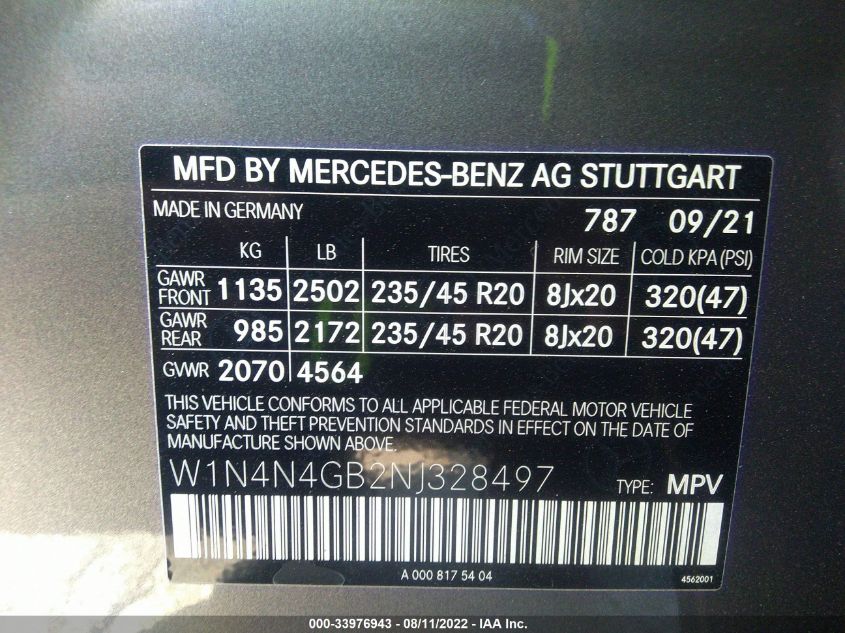 MFD BY MERCEDES-BENZ AG STUTTGART
MADE IN GERMANY 787 09/21
KG LB TIRES RIM SIZE COLD KPA (PSI)
GAWR FRONT 1135 2502 235/45 R20 8Jx20 320(47)
GAWR REAR 985 2172 235/45 R20 8Jx20 320(47)
GVWR 2070 4564
THIS VEHICLE CONFORMS TO ALL APPLICABLE FEDERAL MOTOR VEHICLE
SAFETY AND THEFT PREVENTION STANDARDS IN EFFECT ON THE DATE OF
MANUFACTURE SHOWN ABOVE.
W1N4N4GB2NJ328497 TYPE: MPV
A 000 817 54 04 4562001
000-33976943 - 08/11/2022 - IAA Inc.